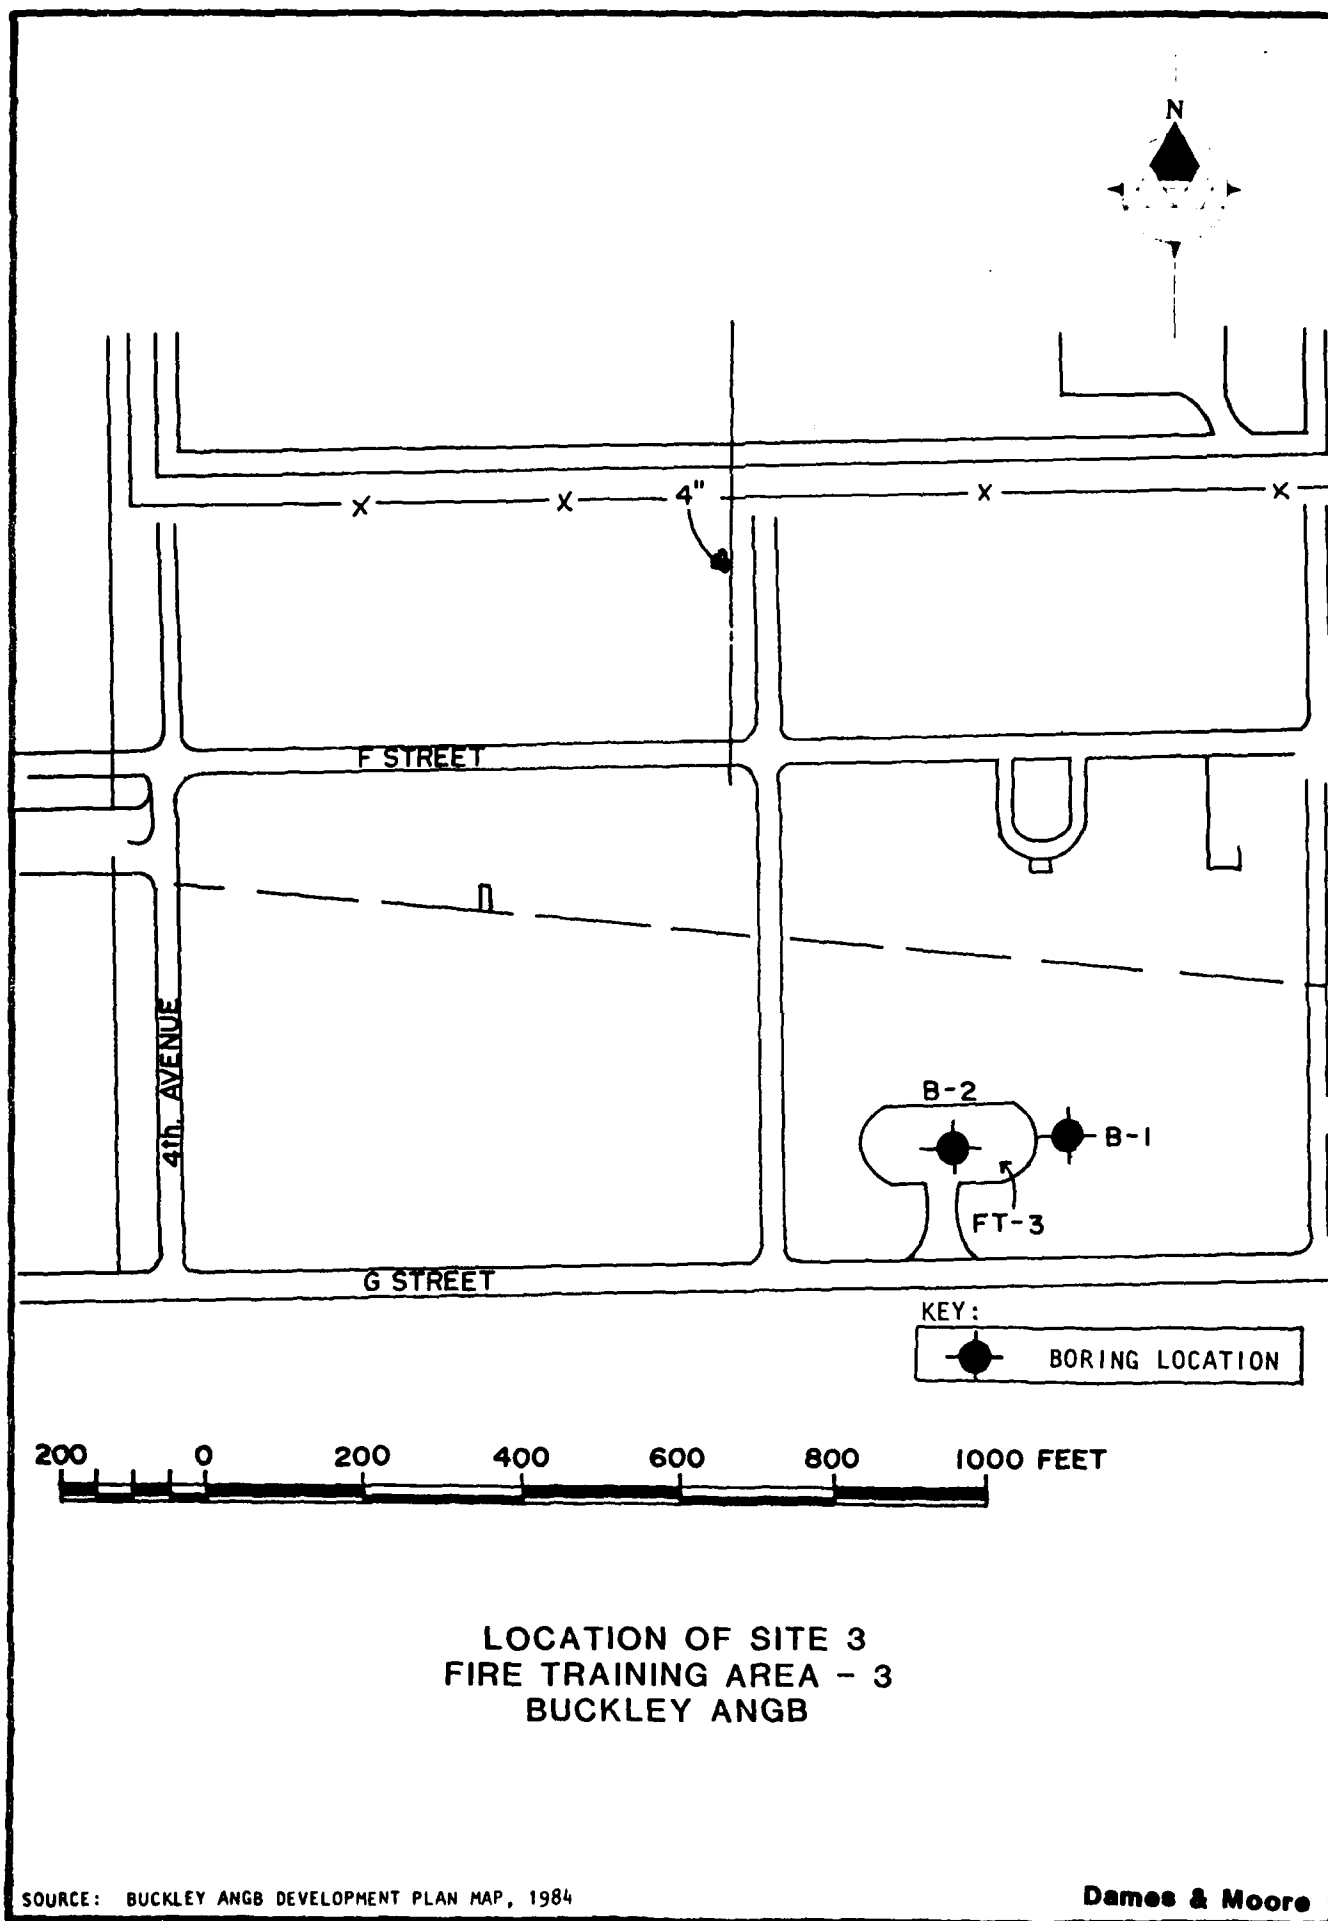 N
4"
X X X X
F STREET
4th. AVENUE
B-2
B-1
FT-3
G STREET
KEY:
BORING LOCATION
200 0 200 400 600 800 1000 FEET
LOCATION OF SITE 3
FIRE TRAINING AREA - 3
BUCKLEY ANGB
SOURCE: BUCKLEY ANGB DEVELOPMENT PLAN MAP, 1984
Dames & Moore